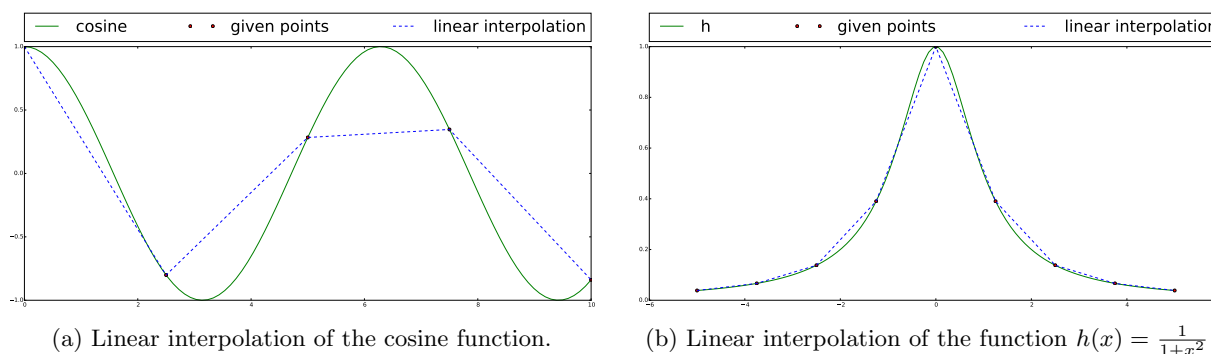 cosine given points linear interpolation
1.0
0.5
0.0
−0.5
−1.0
0 2 4 6 8 10
(a) Linear interpolation of the cosine function.
h given points linear interpolation
1.0
0.8
0.6
0.4
0.2
0.0
−6 −4 −2 0 2 4
(b) Linear interpolation of the function h(x) = 1/(1+x²)